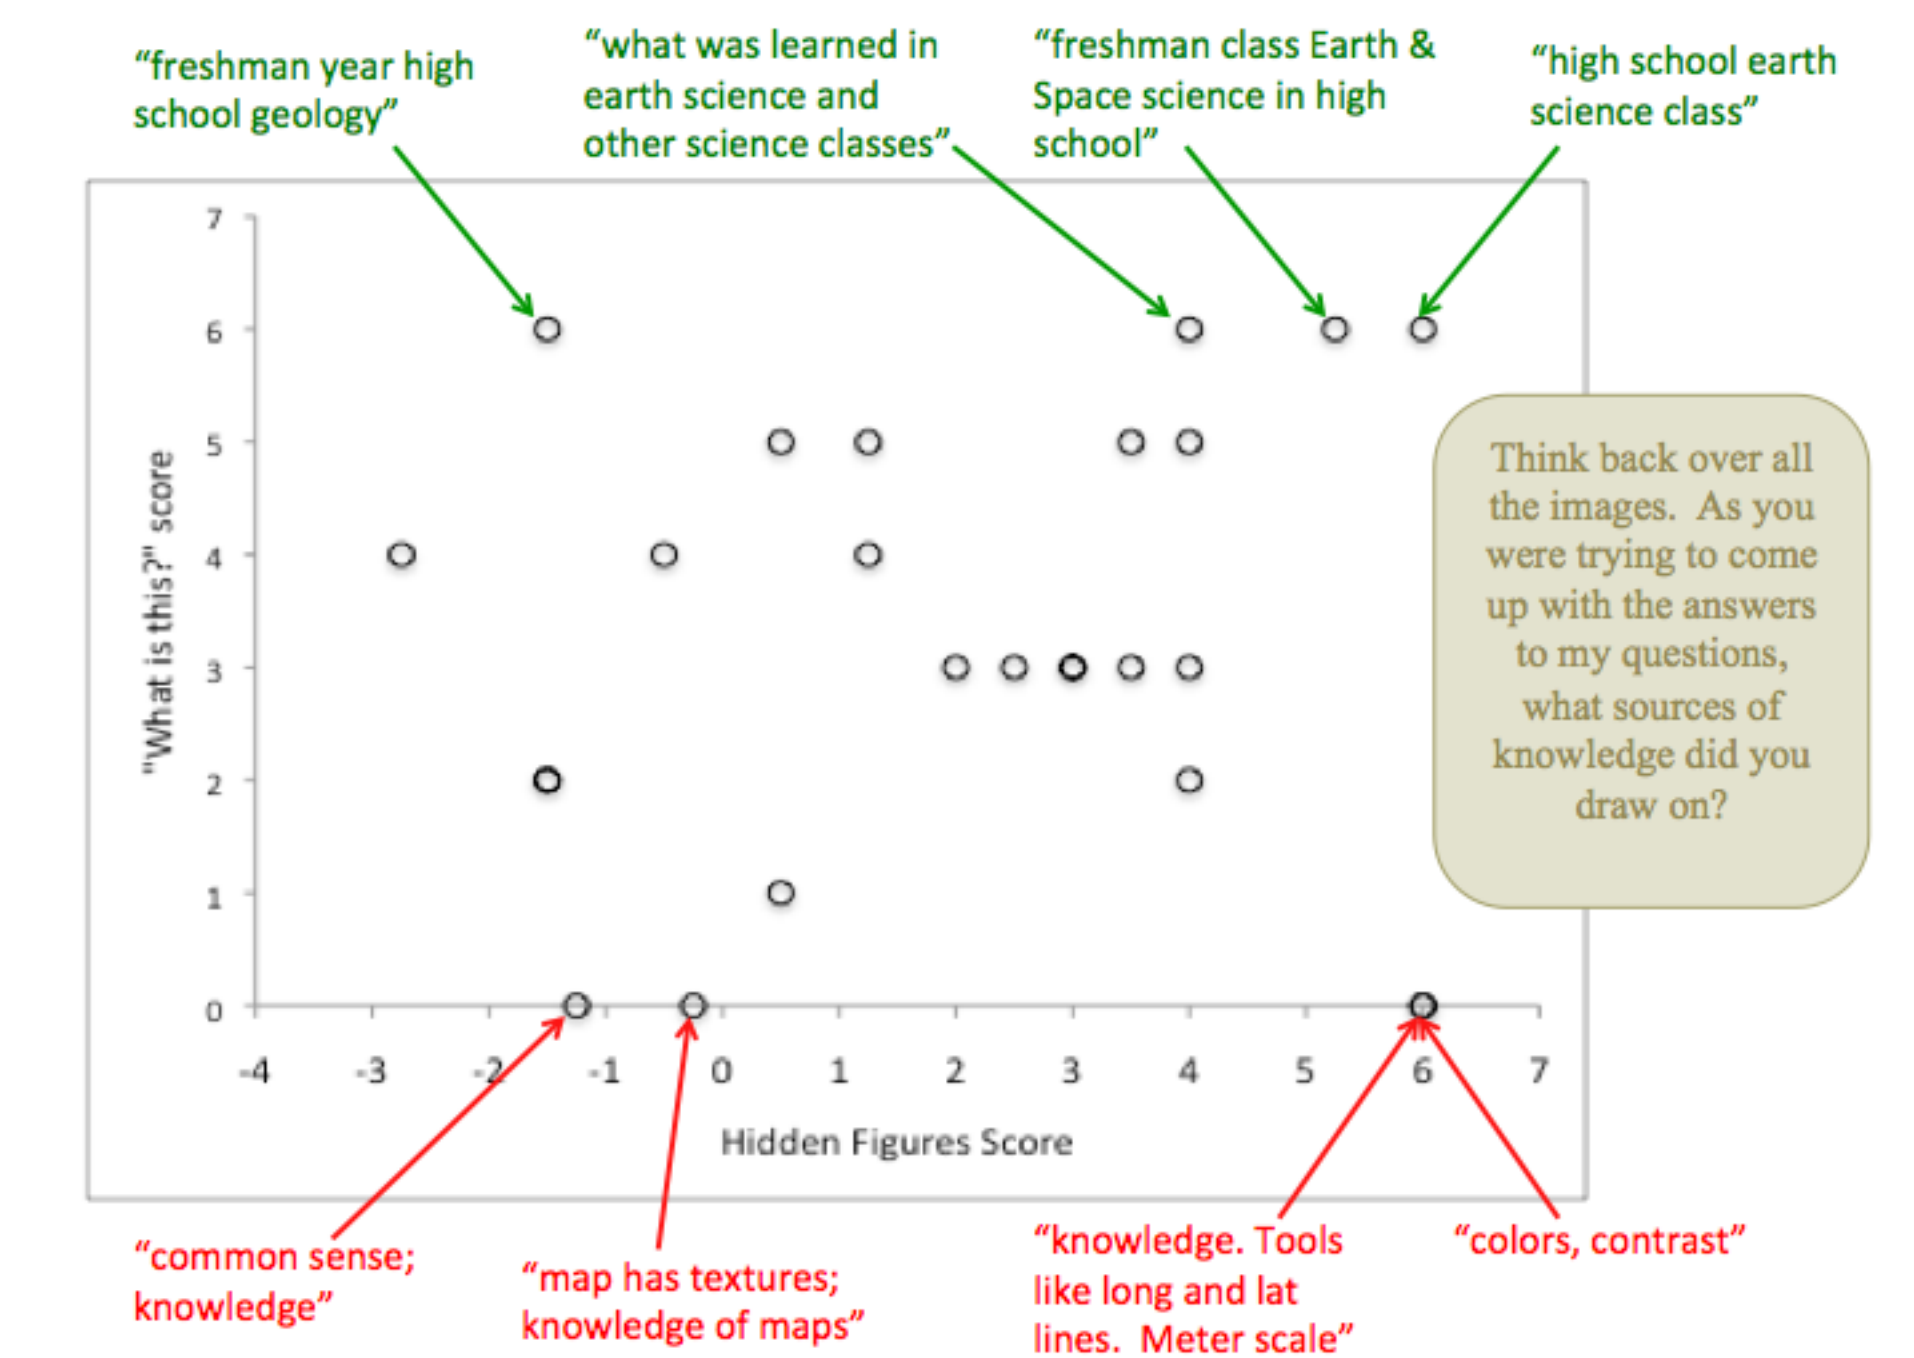 “freshman year high
school geology”
“what was learned in
earth science and
other science classes”
“freshman class Earth &
Space science in high
school”
“high school earth
science class”
7
6
5
4
3
2
1
0
"What is this?" score
-4 -3 -2 -1 0 1 2 3 4 5 6 7
Hidden Figures Score
Think back over all
the images.  As you
were trying to come
up with the answers
to my questions,
what sources of
knowledge did you
draw on?
“common sense;
knowledge”
“map has textures;
knowledge of maps”
“knowledge. Tools
like long and lat
lines.  Meter scale”
“colors, contrast”